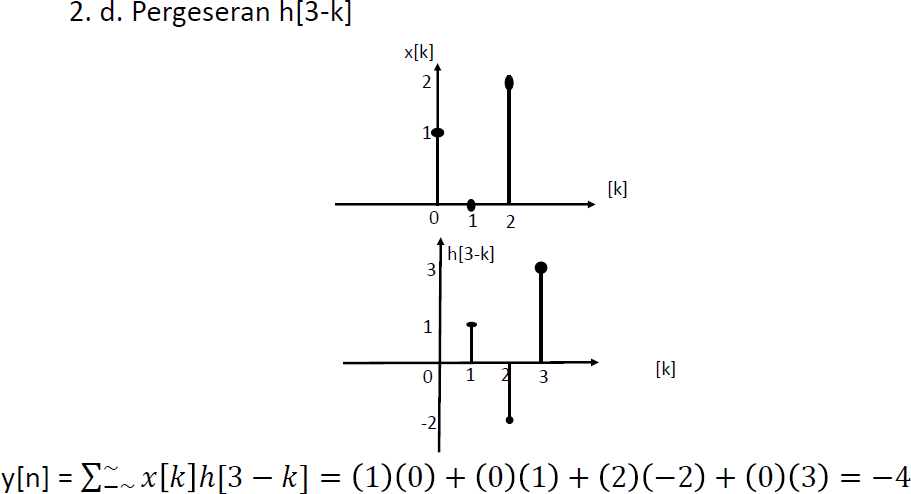 2. d. Pergeseran h[3-k]
x[k]
2
1
[k]
0 1 2
h[3-k]
3
1
0 1 2 3 [k]
-2
y[n] = ∑_{−~}^{~} x[k]h[3 − k] = (1)(0) + (0)(1) + (2)(−2) + (0)(3) = −4